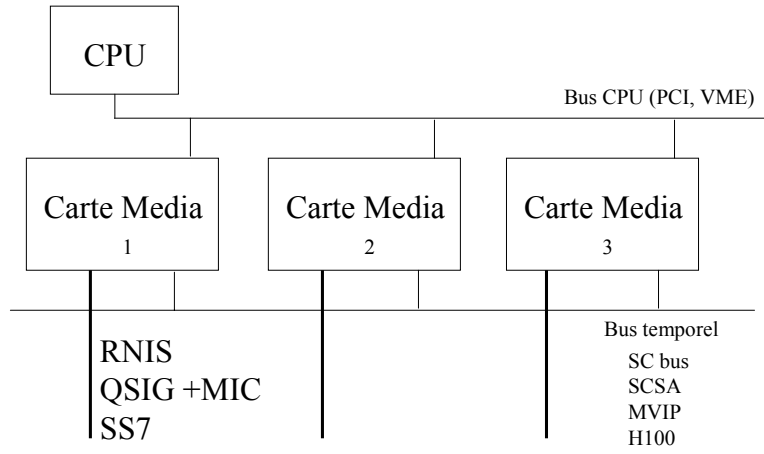 CPU
Bus CPU (PCI, VME)
Carte Media
1
Carte Media
2
Carte Media
3
RNIS
QSIG +MIC
SS7
Bus temporel
SC bus
SCSA
MVIP
H100